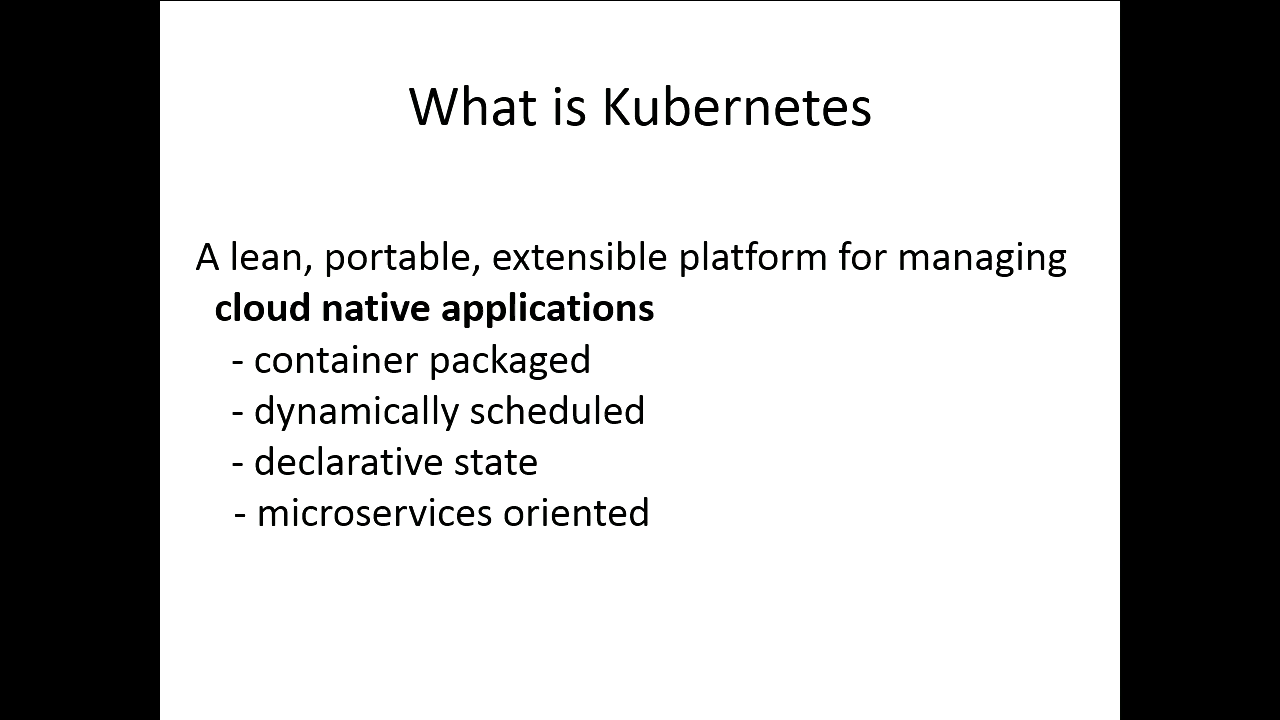 What is Kubernetes
A lean, portable, extensible platform for managing
cloud native applications
- container packaged
- dynamically scheduled
- declarative state
- microservices oriented